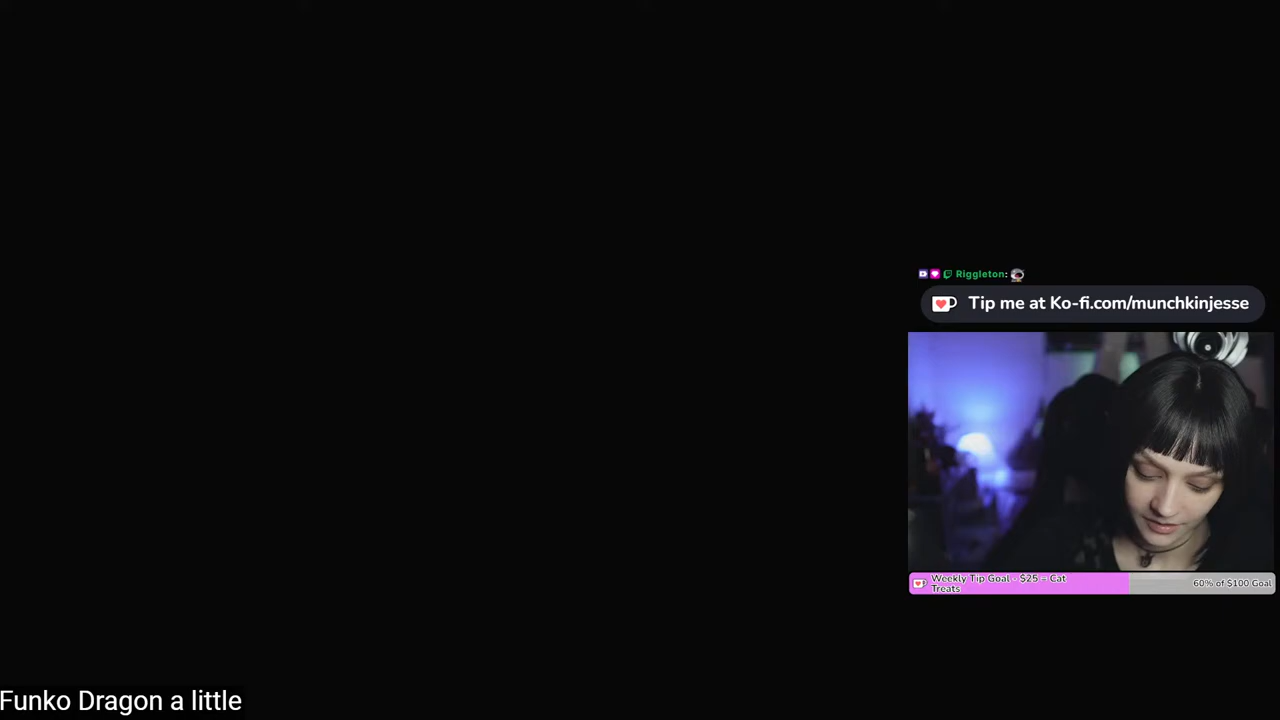 Riggleton:
Tip me at Ko-fi.com/munchkinjesse
Weekly Tip Goal - $25 = Cat
Treats
60% of $100 Goal
Funko Dragon a little